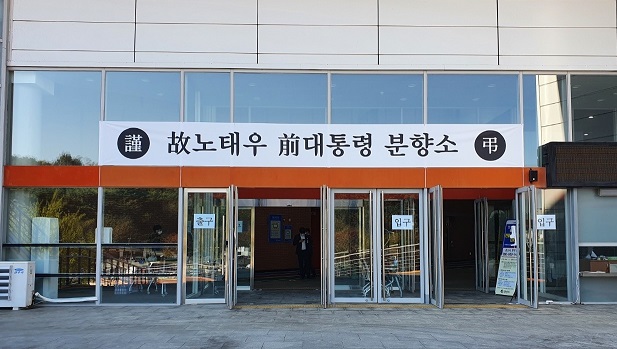 謹 故노태우 前대통령 분향소 弔
출구
입구
입구